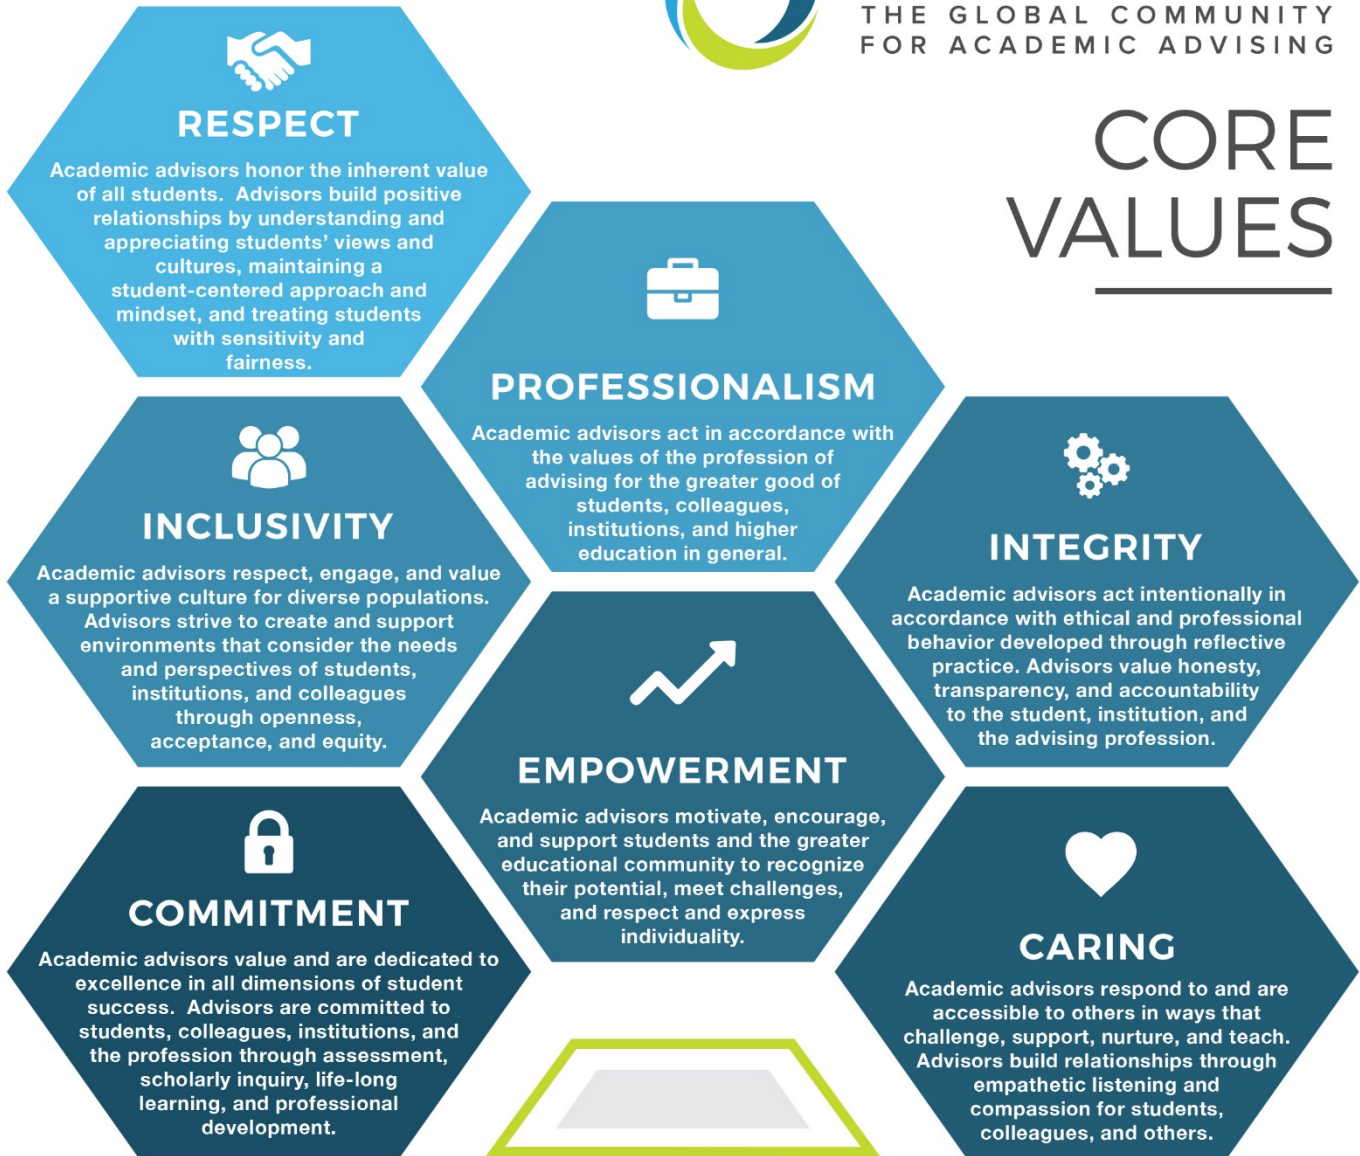 THE GLOBAL COMMUNITY
FOR ACADEMIC ADVISING
CORE
VALUES
RESPECT
Academic advisors honor the inherent value
of all students.  Advisors build positive
relationships by understanding and
appreciating students’ views and
cultures, maintaining a
student-centered approach and
mindset, and treating students
with sensitivity and
fairness.
PROFESSIONALISM
Academic advisors act in accordance with
the values of the profession of
advising for the greater good of
students, colleagues,
institutions, and higher
education in general.
INCLUSIVITY
Academic advisors respect, engage, and value
a supportive culture for diverse populations.
Advisors strive to create and support
environments that consider the needs
and perspectives of students,
institutions, and colleagues
through openness,
acceptance, and equity.
INTEGRITY
Academic advisors act intentionally in
accordance with ethical and professional
behavior developed through reflective
practice. Advisors value honesty,
transparency, and accountability
to the student, institution, and
the advising profession.
EMPOWERMENT
Academic advisors motivate, encourage,
and support students and the greater
educational community to recognize
their potential, meet challenges,
and respect and express
individuality.
COMMITMENT
Academic advisors value and are dedicated to
excellence in all dimensions of student
success.  Advisors are committed to
students, colleagues, institutions, and
the profession through assessment,
scholarly inquiry, life-long
learning, and professional
development.
CARING
Academic advisors respond to and are
accessible to others in ways that
challenge, support, nurture, and teach.
Advisors build relationships through
empathetic listening and
compassion for students,
colleagues, and others.